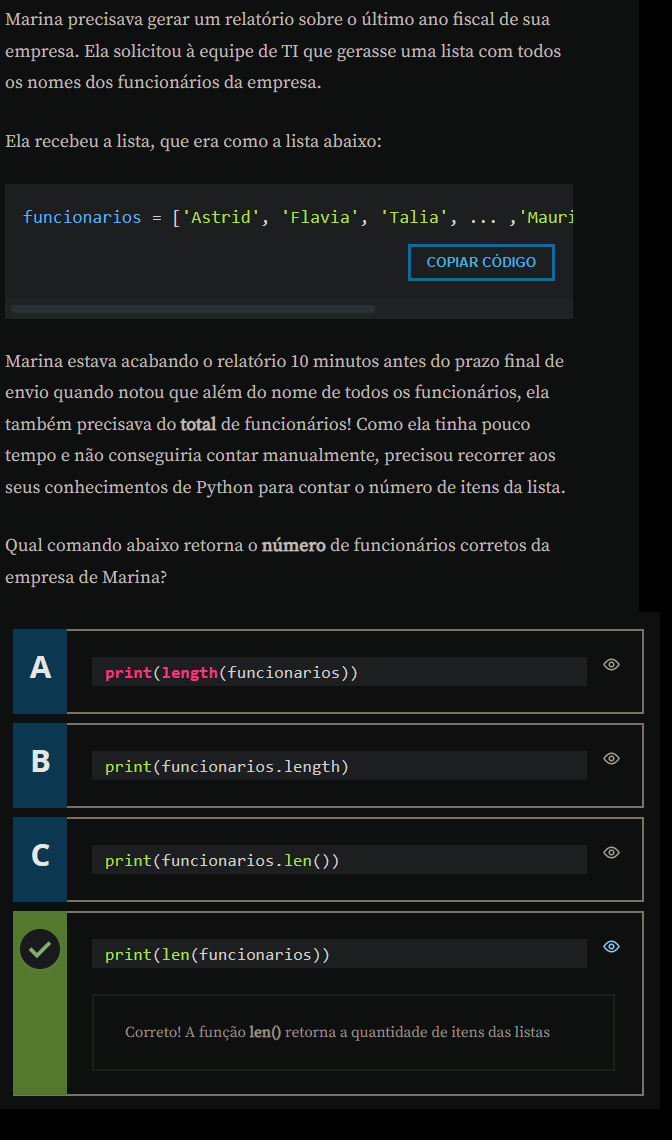 Marina precisava gerar um relatório sobre o último ano fiscal de sua
empresa. Ela solicitou à equipe de TI que gerasse uma lista com todos
os nomes dos funcionários da empresa.
Ela recebeu a lista, que era como a lista abaixo:
funcionarios = ['Astrid', 'Flavia', 'Talia', ... ,'Mauri
COPIAR CÓDIGO
Marina estava acabando o relatório 10 minutos antes do prazo final de
envio quando notou que além do nome de todos os funcionários, ela
também precisava do total de funcionários! Como ela tinha pouco
tempo e não conseguiria contar manualmente, precisou recorrer aos
seus conhecimentos de Python para contar o número de itens da lista.
Qual comando abaixo retorna o número de funcionários corretos da
empresa de Marina?
A
print(length(funcionarios))
B
print(funcionarios.length)
C
print(funcionarios.len())
print(len(funcionarios))
Correto! A função len() retorna a quantidade de itens das listas